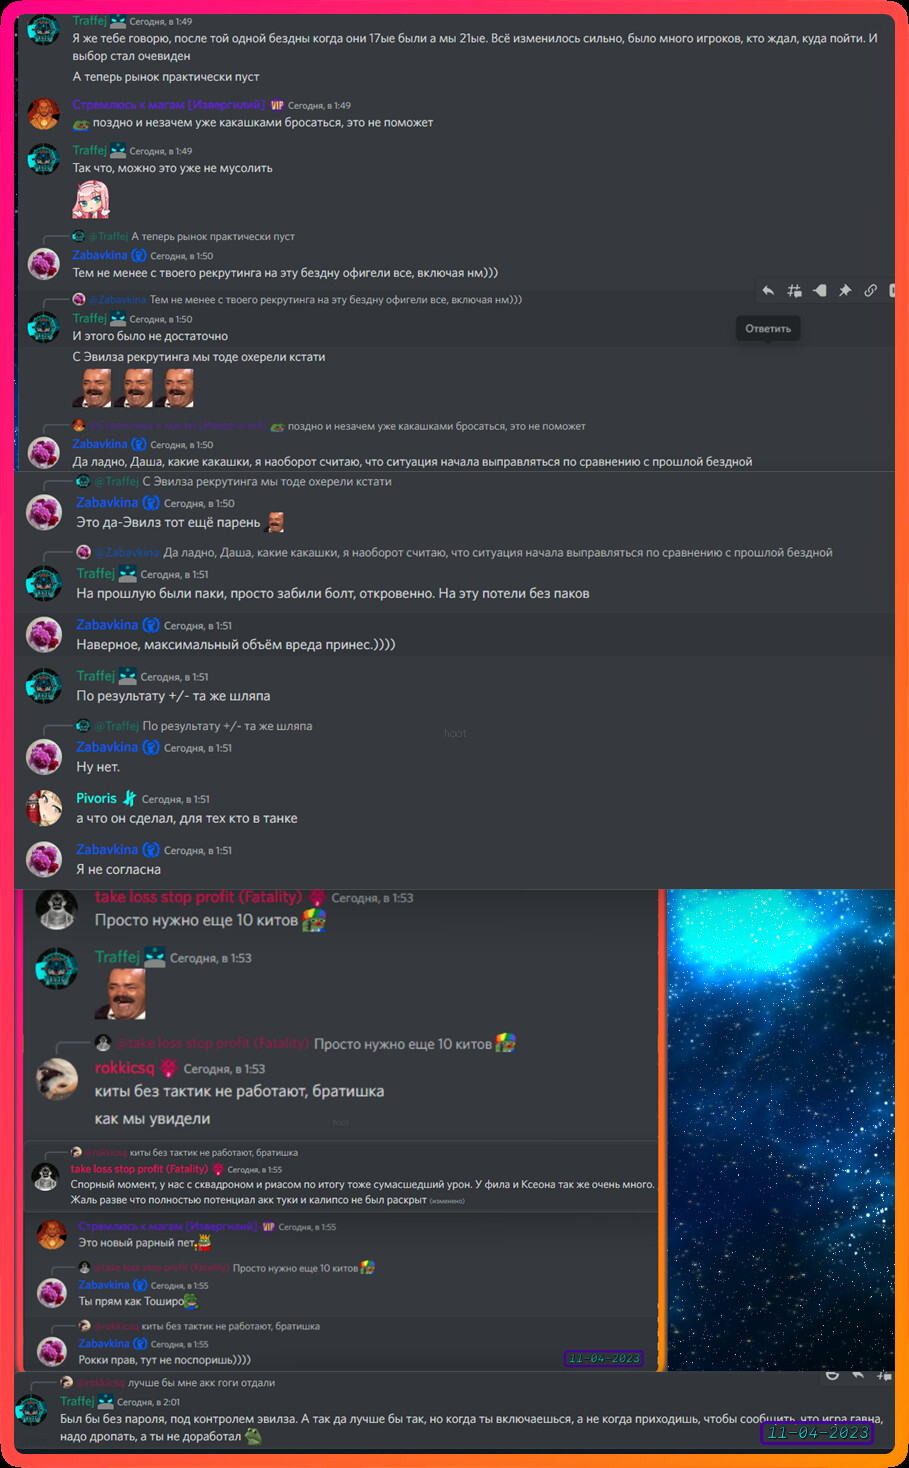 Traffej Сегодня, в 1:49
Я же тебе говорю, после той одной бездны когда они 17ые были а мы 21ые. Всё изменилось сильно, было много игроков, кто ждал, куда пойти. И
выбор стал очевиден
А теперь рынок практически пуст
Стремлюсь к магам [Извергилий] VIP Сегодня, в 1:49
поздно и незачем уже какашками бросаться, это не поможет
Traffej Сегодня, в 1:49
Так что, можно это уже не мусолить
@Traffej А теперь рынок практически пуст
Zabavkina Сегодня, в 1:50
Тем не менее с твоего рекрутинга на эту бездну офигели все, включая нм)))
@Zabavkina Тем не менее с твоего рекрутинга на эту бездну офигели все, включая нм)))
Traffej Сегодня, в 1:50
И этого было не достаточно
Ответить
С Эвилза рекрутинга мы тоде охерели кстати
@Стремлюсь к магам [Извергилий] поздно и незачем уже какашками бросаться, это не поможет
Zabavkina Сегодня, в 1:50
Да ладно, Даша, какие какашки, я наоборот считаю, что ситуация начала выправляться по сравнению с прошлой бездной
@Traffej С Эвилза рекрутинга мы тоде охерели кстати
Zabavkina Сегодня, в 1:50
Это да-Эвилз тот ещё парень
@Zabavkina Да ладно, Даша, какие какашки, я наоборот считаю, что ситуация начала выправляться по сравнению с прошлой бездной
Traffej Сегодня, в 1:51
На прошлую были паки, просто забили болт, откровенно. На эту потели без паков
Zabavkina Сегодня, в 1:51
Наверное, максимальный объём вреда принес.))))
Traffej Сегодня, в 1:51
По результату +/- та же шляпа
@Traffej По результату +/- та же шляпа
hoot
Zabavkina Сегодня, в 1:51
Ну нет.
Pivoris Сегодня, в 1:51
а что он сделал, для тех кто в танке
Zabavkina Сегодня, в 1:51
Я не согласна
take loss stop profit (Fatality) Сегодня, в 1:53
Просто нужно еще 10 китов
Traffej Сегодня, в 1:53
@take loss stop profit (Fatality) Просто нужно еще 10 китов
rokkicsq Сегодня, в 1:53
киты без тактик не работают, братишка
как мы увидели
hoot
@rokkicsq киты без тактик не работают, братишка
take loss stop profit (Fatality) Сегодня, в 1:55
Спорный момент, у нас с сквадроном и риасом по итогу тоже сумасшедший урон. У фила и Ксеона так же очень много.
Жаль разве что полностью потенциал акк туки и калипсо не был раскрыт (изменено)
Стремлюсь к магам [Извергилий] VIP Сегодня, в 1:55
Это новый рарный пет
@take loss stop profit (Fatality) Просто нужно еще 10 китов
Zabavkina Сегодня, в 1:55
Ты прям как Тоширо
@rokkicsq киты без тактик не работают, братишка
Zabavkina Сегодня, в 1:55
Рокки прав, тут не поспоришь))))
11-04-2023
@rokkicsq лучше бы мне акк гоги отдали
Traffej Сегодня, в 2:01
Был бы без пароля, под контролем эвилза. А так да лучше бы так, но когда ты включаешься, а не когда приходишь, чтобы сообщить, что игра гавна,
надо дропать, а ты не доработал
11-04-2023